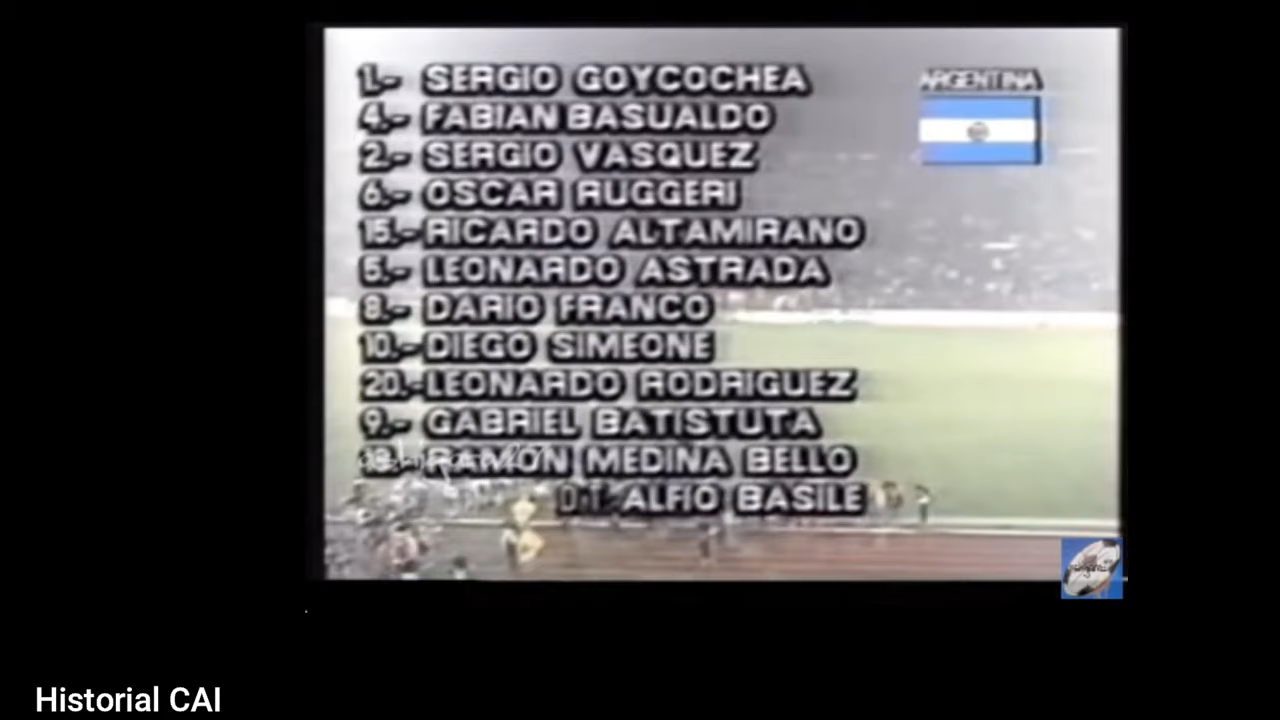 1.- SERGIO GOYCOCHEA
4.- FABIAN BASUALDO
2.- SERGIO VASQUEZ
6.- OSCAR RUGGERI
15.- RICARDO ALTAMIRANO
5.- LEONARDO ASTRADA
8.- DARIO FRANCO
10.- DIEGO SIMEONE
20.- LEONARDO RODRIGUEZ
9.- GABRIEL BATISTUTA
RAMON MEDINA BELLO
D.T. ALFIO BASILE
ARGENTINA
Historial CAI